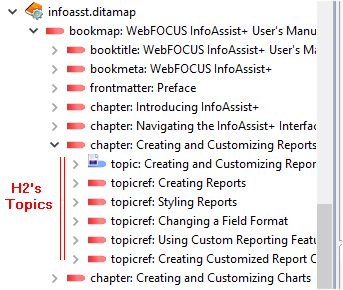 infoasst.ditamap
bookmap: WebFOCUS InfoAssist+ User's Manu
booktitle: WebFOCUS InfoAssist+ User's Man
bookmeta: WebFOCUS InfoAssist+
frontmatter: Preface
chapter: Introducing InfoAssist+
chapter: Navigating the InfoAssist+ Interfac
chapter: Creating and Customizing Reports
topic: Creating and Customizing Repor
topicref: Creating Reports
H2's
Topics
topicref: Styling Reports
topicref: Changing a Field Format
topicref: Using Custom Reporting Featu
topicref: Creating Customized Report O
chapter: Creating and Customizing Charts